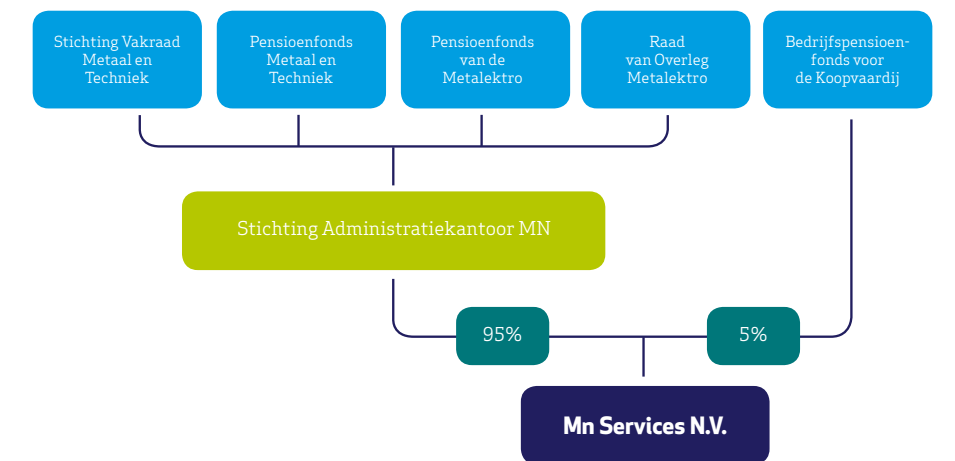 Stichting Vakraad
Metaal en
Techniek
Pensioenfonds
Metaal en
Techniek
Pensioenfonds
van de
Metalektro
Raad
van Overleg
Metalektro
Bedrijfspensioen-
fonds voor
de Koopvaardij
Stichting Administratiekantoor MN
95%
5%
Mn Services N.V.